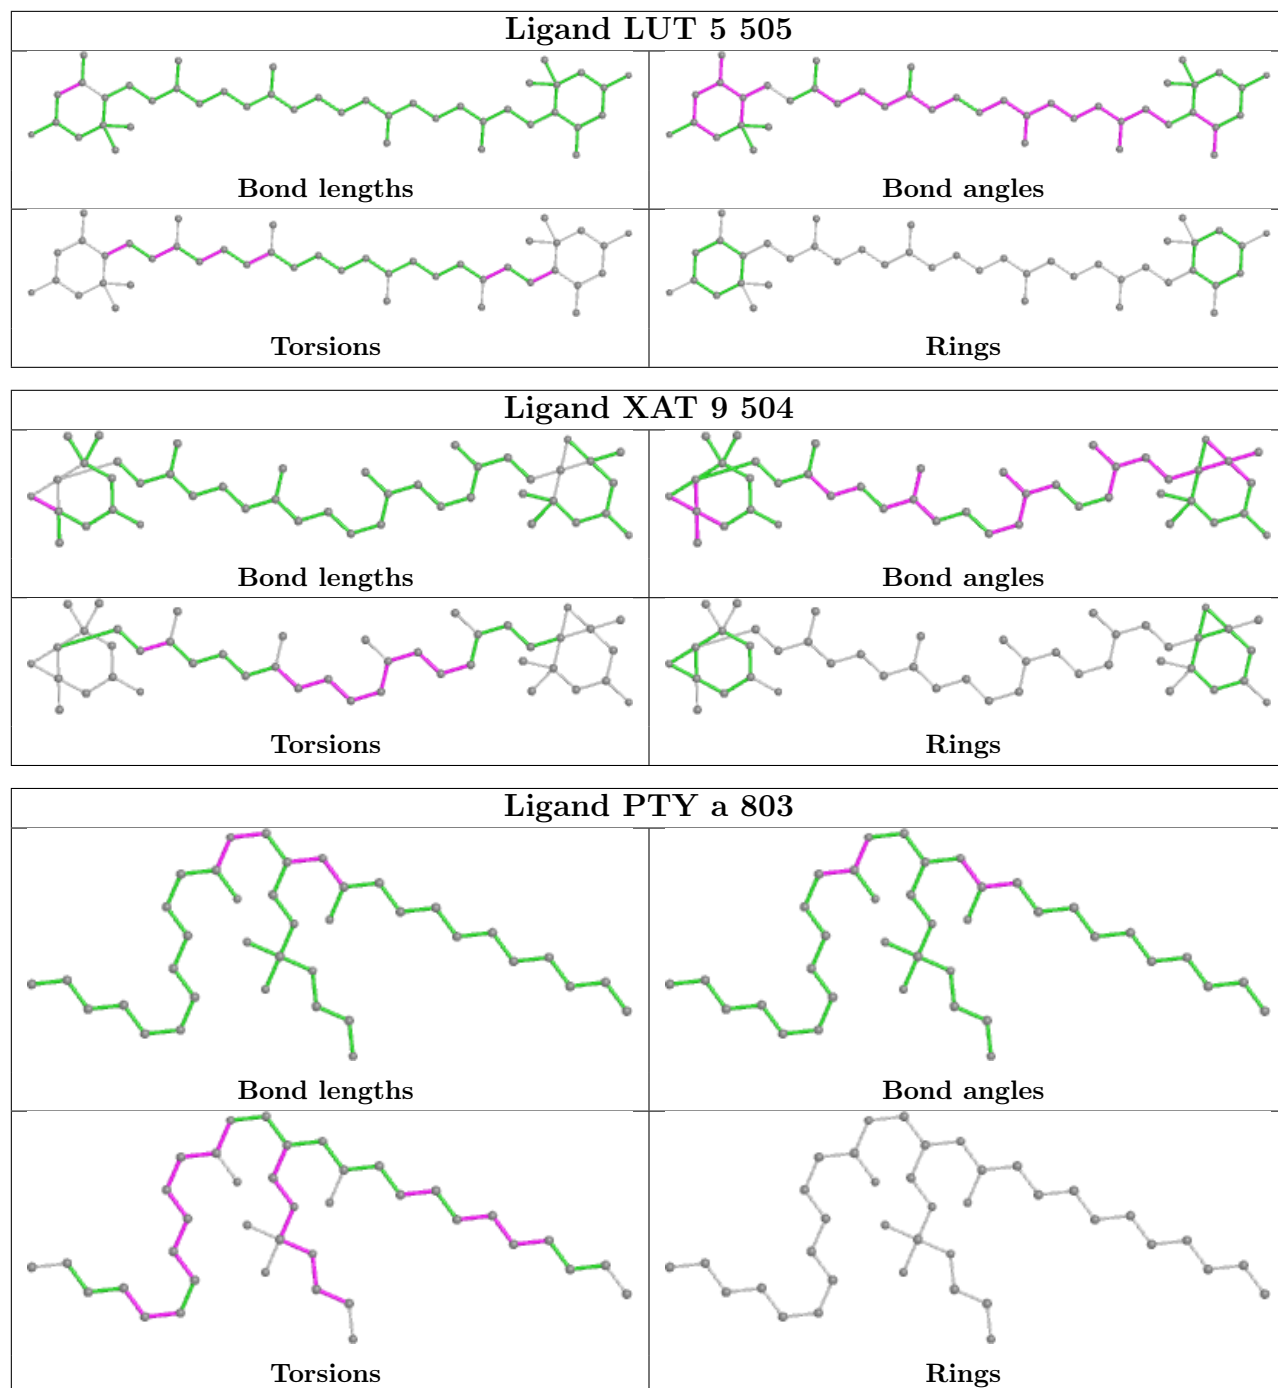 Ligand LUT 5 505
Bond lengths
Bond angles
Torsions
Rings
Ligand XAT 9 504
Bond lengths
Bond angles
Torsions
Rings
Ligand PTY a 803
Bond lengths
Bond angles
Torsions
Rings